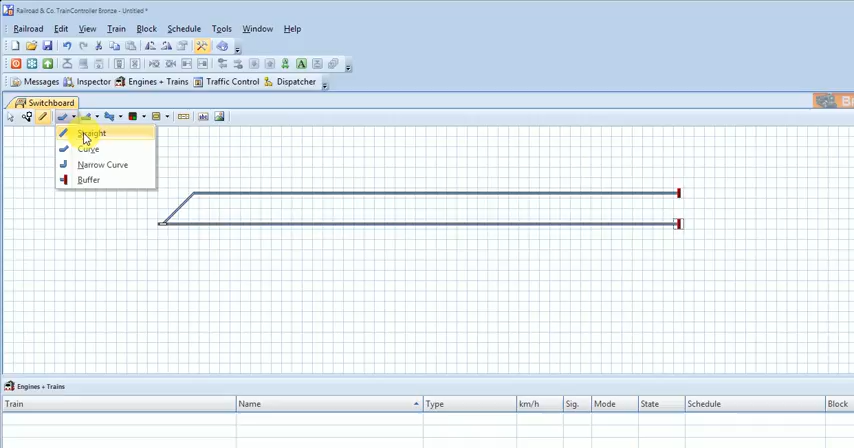 Railroad & Co. TrainController Bronze - Untitled *
Railroad Edit View Train Block Schedule Tools Window Help
Messages Inspector Engines + Trains Traffic Control Dispatcher
Switchboard
Straight
Curve
Narrow Curve
Buffer
Engines + Trains
Train Name Type km/h Sig. Mode State Schedule Block